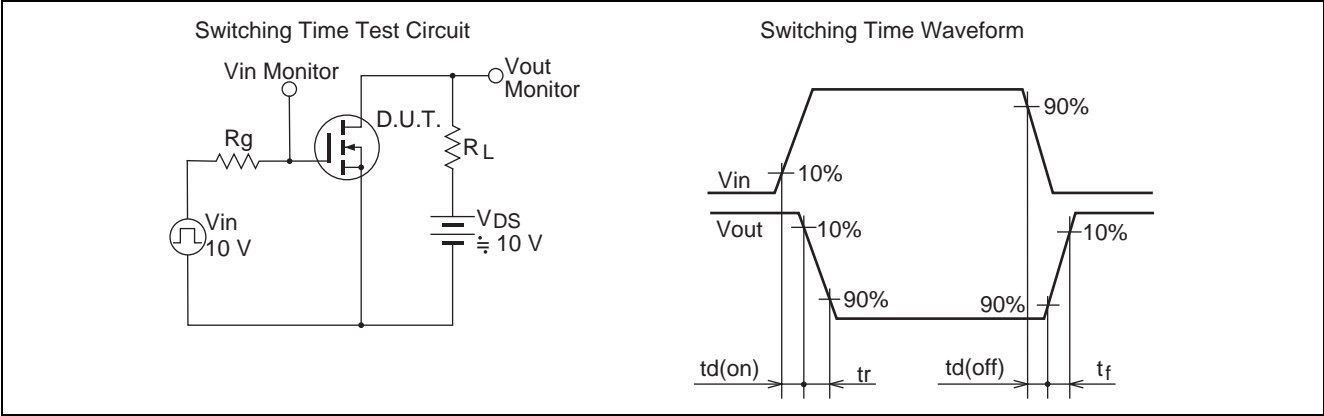 Switching Time Test Circuit
Vin Monitor
Vout
Monitor
D.U.T.
Rg
RL
Vin
10 V
VDS
≒ 10 V
Switching Time Waveform
Vin
10%
90%
Vout
10%
90%
90%
10%
td(on)
tr
td(off)
tf